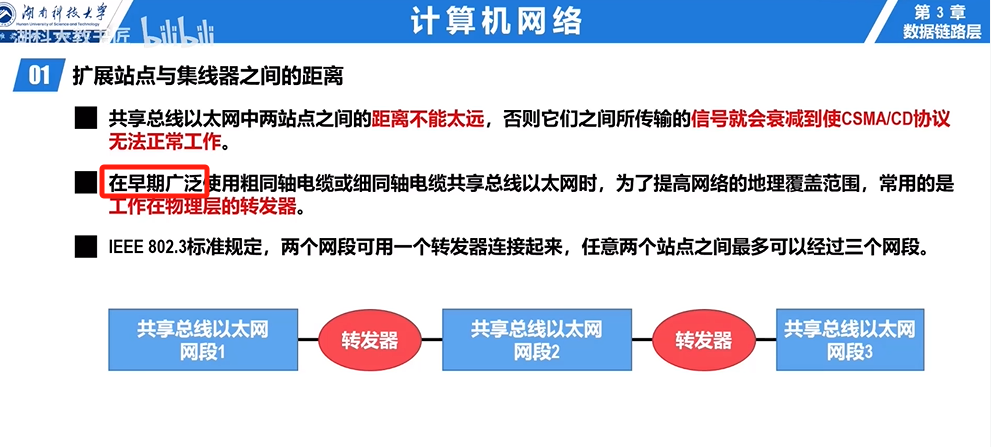 湖南科技大学
Hunan University of Science and Technology
湖科大教书匠 bilibili
计算机网络
第 3 章
数据链路层
01 扩展站点与集线器之间的距离
共享总线以太网中两站点之间的距离不能太远，否则它们之间所传输的信号就会衰减到使CSMA/CD协议
无法正常工作。
在早期广泛使用粗同轴电缆或细同轴电缆共享总线以太网时，为了提高网络的地理覆盖范围，常用的是
工作在物理层的转发器。
IEEE 802.3标准规定，两个网段可用一个转发器连接起来，任意两个站点之间最多可以经过三个网段。
共享总线以太网
网段1
转发器
共享总线以太网
网段2
转发器
共享总线以太网
网段3